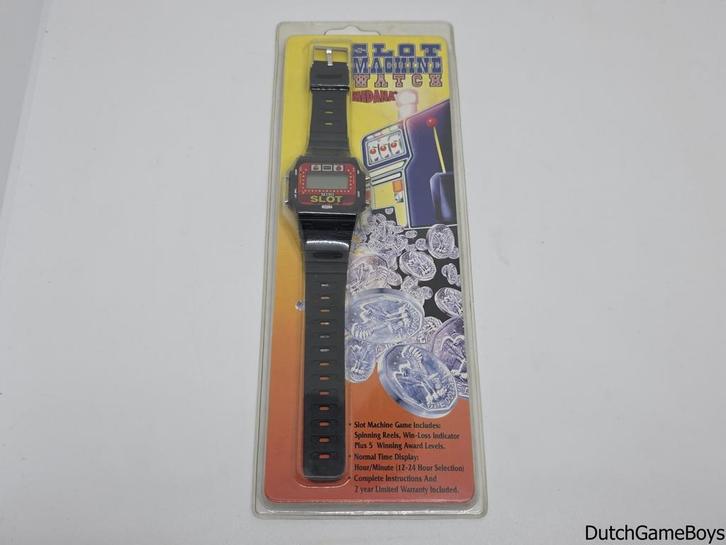 SLOT
MACHINE
WATCH
SLOT
• Slot Machine Game Includes:
Spinning Reels, Win-Loss Indicator
Plus 5 Winning Award Levels.
• Normal Time Display:
Hour/Minute (12-24 Hour Selection)
• Complete Instructions And
2 year Limited Warranty Included.
DutchGameBoys